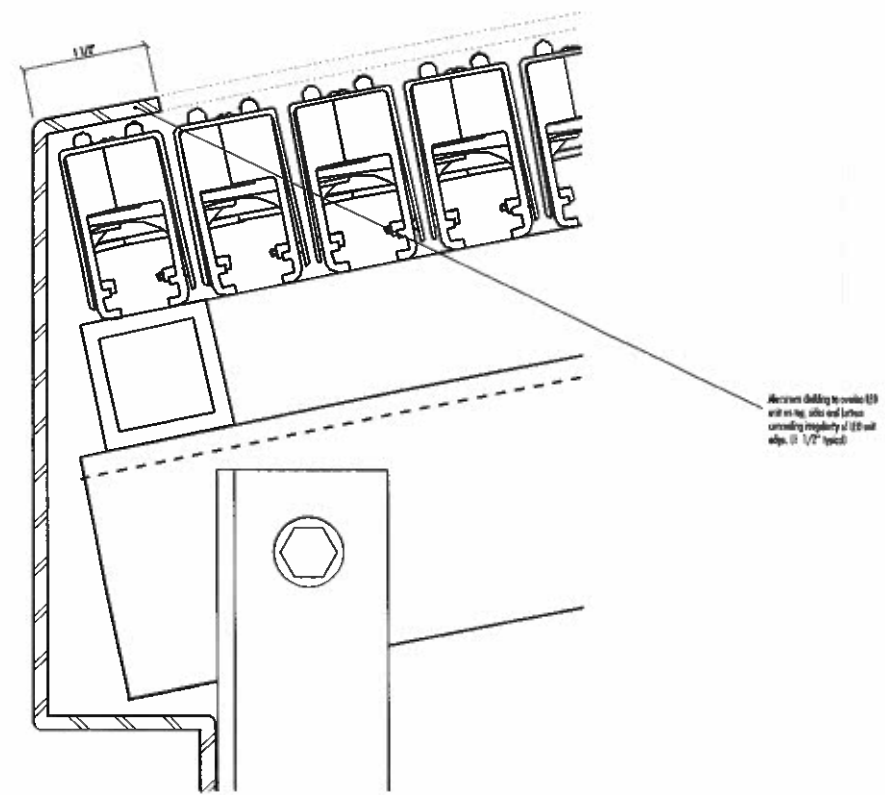 1 1/2"
Aluminum cladding to overlap LED
unit on top, sides and bottom
concealing irregularity of LED unit
edge. (1 1/2" typical)